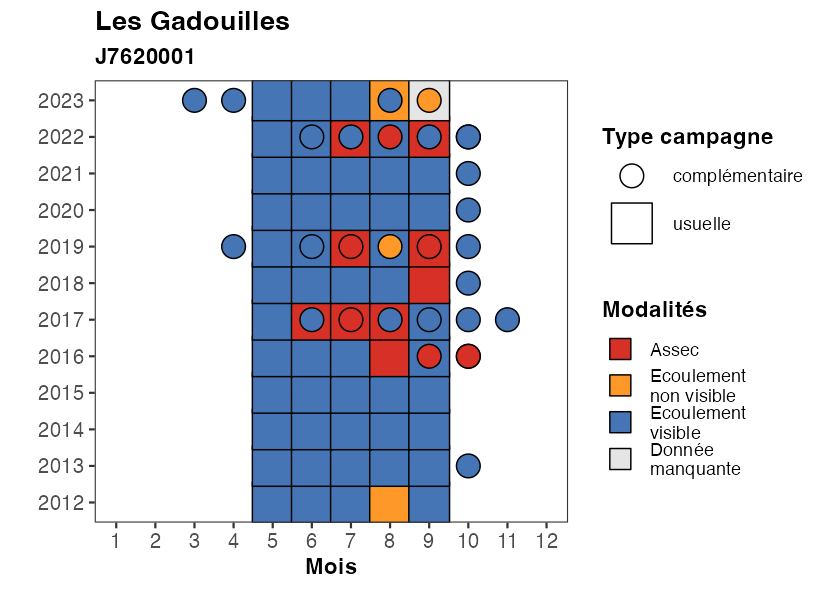 Les Gadouilles
J7620001
2023
2022
2021
2020
2019
2018
2017
2016
2015
2014
2013
2012
1 2 3 4 5 6 7 8 9 10 11 12
Mois
Type campagne
complémentaire
usuelle
Modalités
Assec
Ecoulement
non visible
Ecoulement
visible
Donnée
manquante